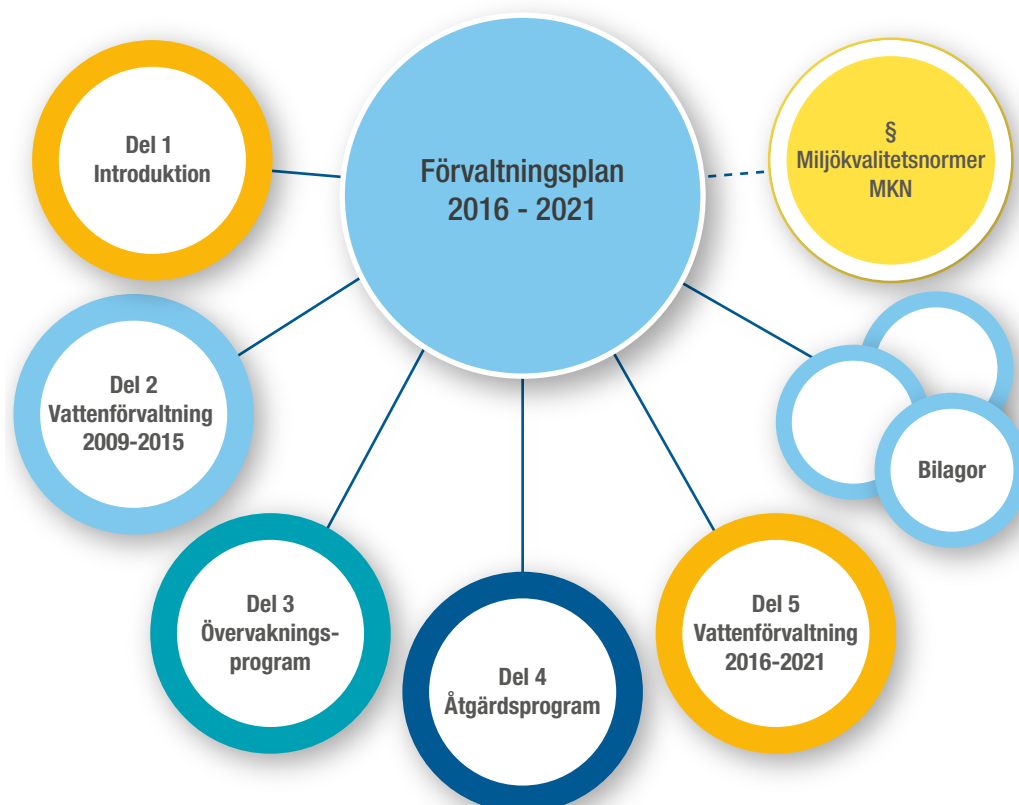 Förvaltningsplan
2016 - 2021
Del 1
Introduktion
Del 2
Vattenförvaltning
2009-2015
Del 3
Övervaknings-
program
Del 4
Åtgärdsprogram
Del 5
Vattenförvaltning
2016-2021
Bilagor
§
Miljökvalitetsnormer
MKN